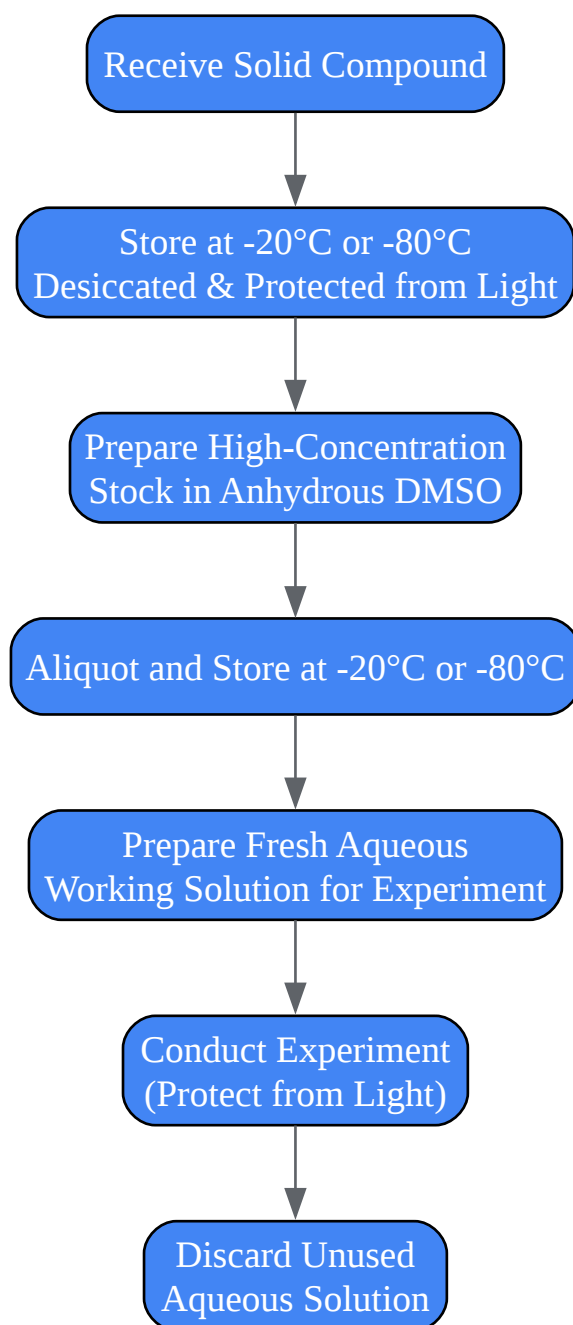 Receive Solid Compound
Store at -20°C or -80°C
Desiccated & Protected from Light
Prepare High-Concentration
Stock in Anhydrous DMSO
Aliquot and Store at -20°C or -80°C
Prepare Fresh Aqueous
Working Solution for Experiment
Conduct Experiment
(Protect from Light)
Discard Unused
Aqueous Solution